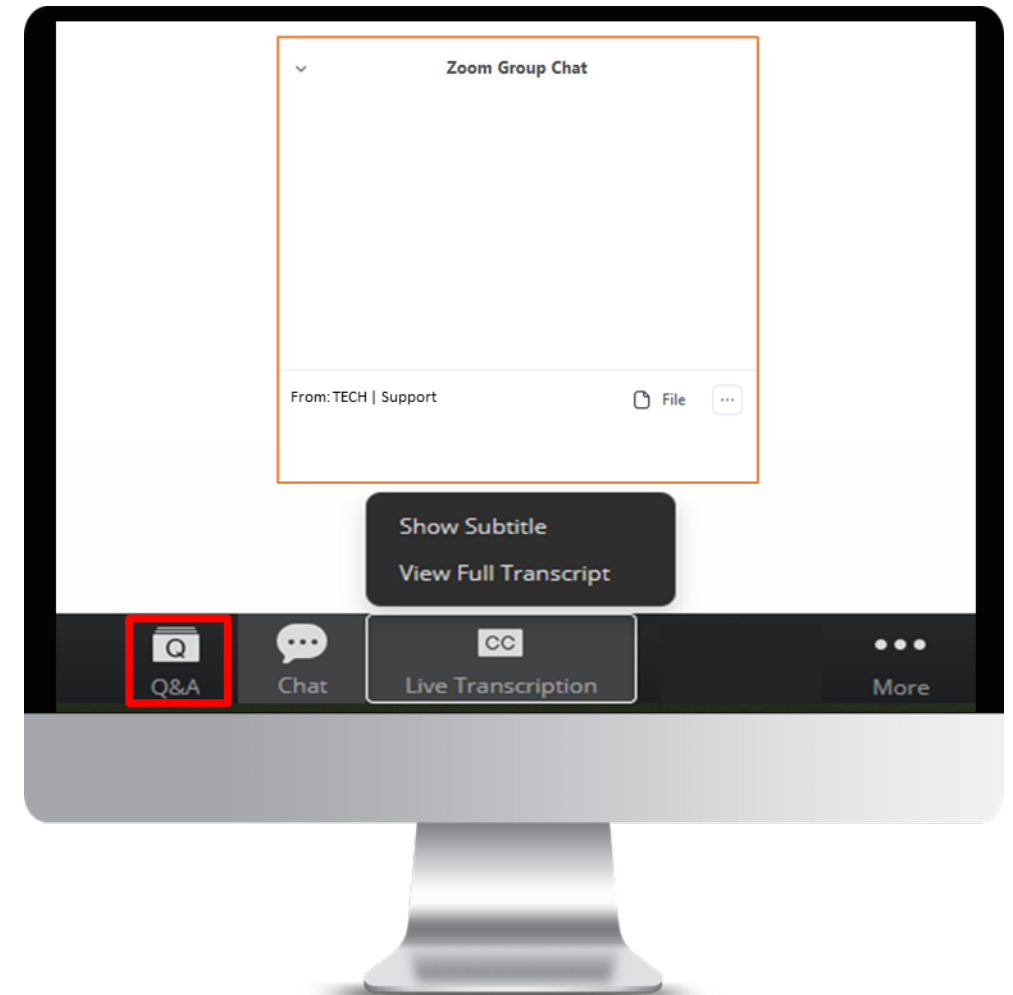 Zoom Group Chat
From: TECH | Support
File
Show Subtitle
View Full Transcript
Q
CC
Q&A
Chat
Live Transcription
More